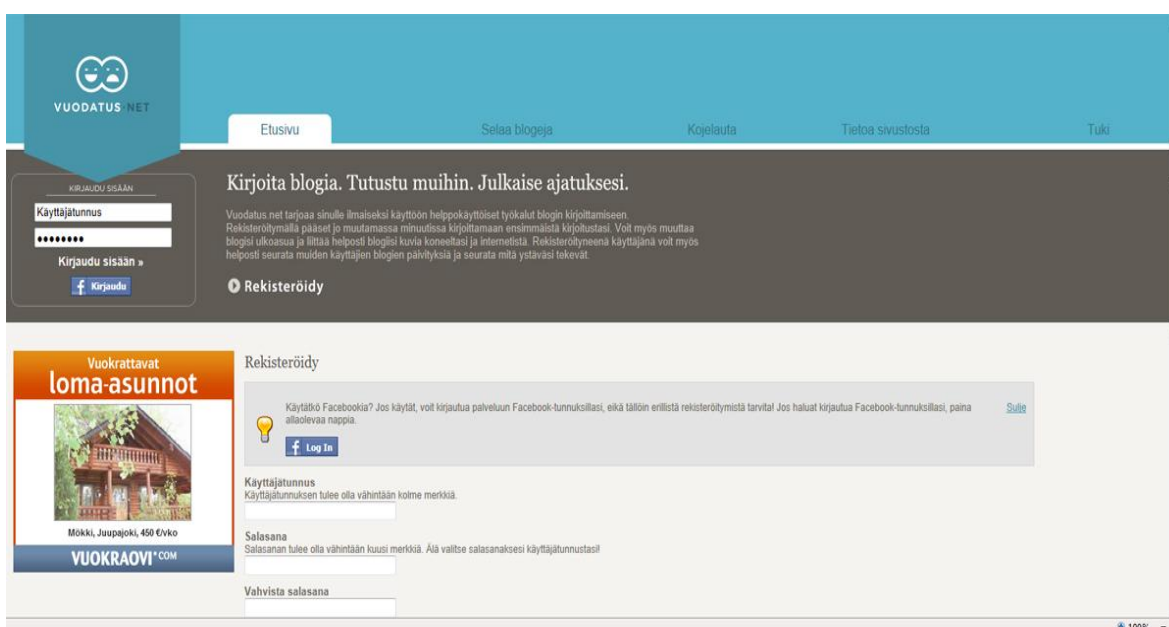 VUODATUS.NET
Etusivu
Selaa blogeja
Kojelauta
Tietoa sivustosta
Tuki
KIRJAUDU SISÄÄN
Käyttäjätunnus
Kirjaudu sisään »
f Kirjaudu
Kirjoita blogia. Tutustu muihin. Julkaise ajatuksesi.
Vuodatus.net tarjoaa sinulle ilmaiseksi käyttöön helppokäyttöiset työkalut blogin kirjoittamiseen.
Rekisteröitymällä pääset jo muutamassa minuutissa kirjoittamaan ensimmäistä kirjoitustasi. Voit myös muuttaa
blogisi ulkoasua ja liittää helposti blogiisi kuvia koneeltasi ja internetistä. Rekisteröityneenä käyttäjänä voit myös
helposti seurata muiden käyttäjien blogien päivityksiä ja seurata mitä ystäväsi tekevät.
Rekisteröidy
Vuokrattavat
loma-asunnot
Mökki, Juupajoki, 450 €/vko
VUOKRAOVI.COM
Rekisteröidy
Käytätkö Facebookia? Jos käytät, voit kirjautua palveluun Facebook-tunnuksillasi, eikä tällöin erillistä rekisteröitymistä tarvita! Jos haluat kirjautua Facebook-tunnuksillasi, paina
allaolevaa nappia.
Sulje
f Log In
Käyttäjätunnus
Käyttäjätunnuksen tulee olla vähintään kolme merkkiä.
Salasana
Salasanan tulee olla vähintään kuusi merkkiä. Älä valitse salasanaksesi käyttäjätunnustasi!
Vahvista salasana
100%